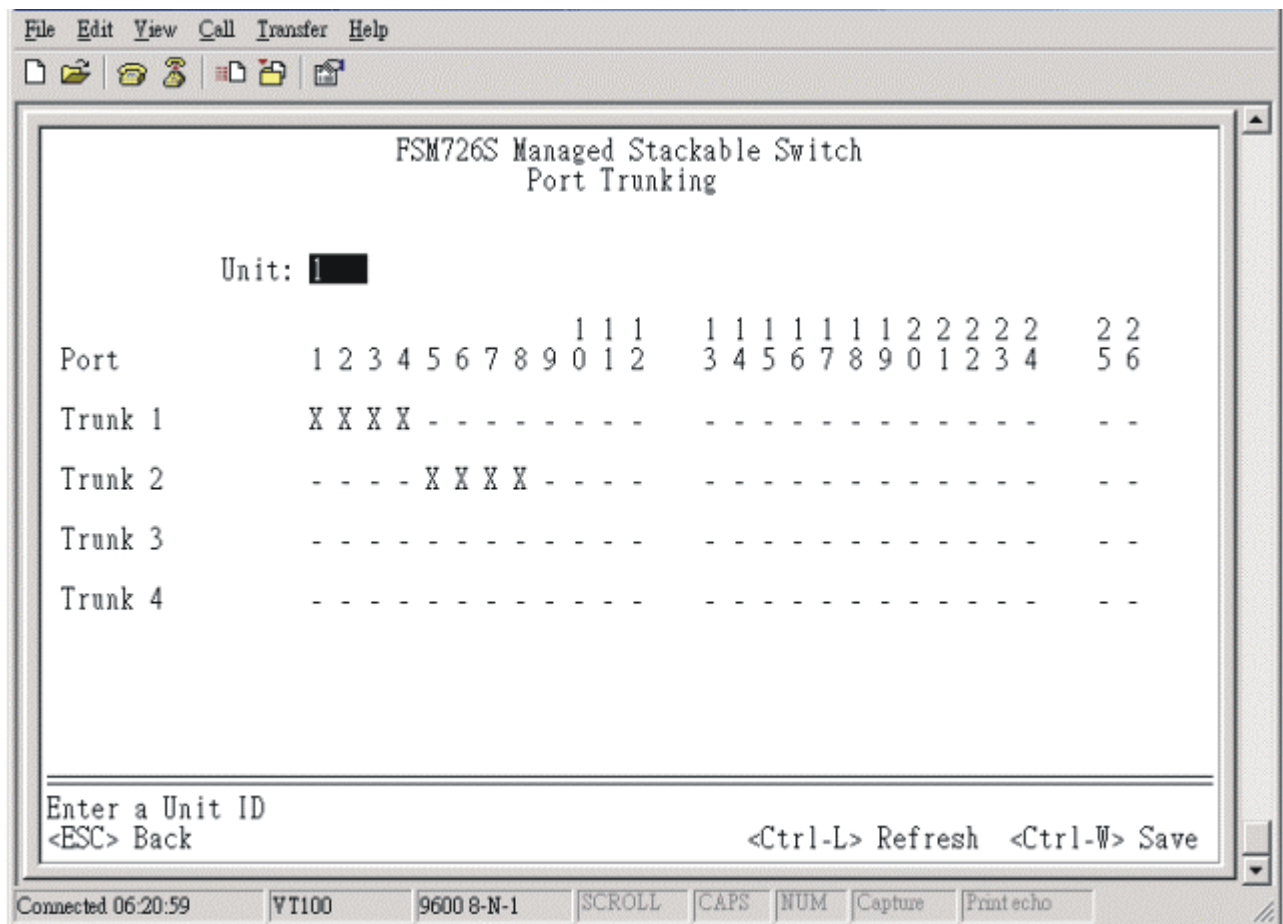 File Edit View Call Transfer Help
FSM726S Managed Stackable Switch
Port Trunking
Unit: 1
1 1 1 1 1 1 1 1 1 1 2 2 2 2 2 2 2
Port 1 2 3 4 5 6 7 8 9 0 1 2 3 4 5 6 7 8 9 0 1 2 3 4 5 6
Trunk 1 X X X X - - - - - - - - - - - - - - - - - - - - - -
Trunk 2 - - - - X X X X - - - - - - - - - - - - - - - - - -
Trunk 3 - - - - - - - - - - - - - - - - - - - - - - - - - -
Trunk 4 - - - - - - - - - - - - - - - - - - - - - - - - - -
Enter a Unit ID
<ESC> Back <Ctrl-L> Refresh <Ctrl-W> Save
Connected 06:20:59 VT100 9600 8-N-1 SCROLL CAPS NUM Capture Print echo